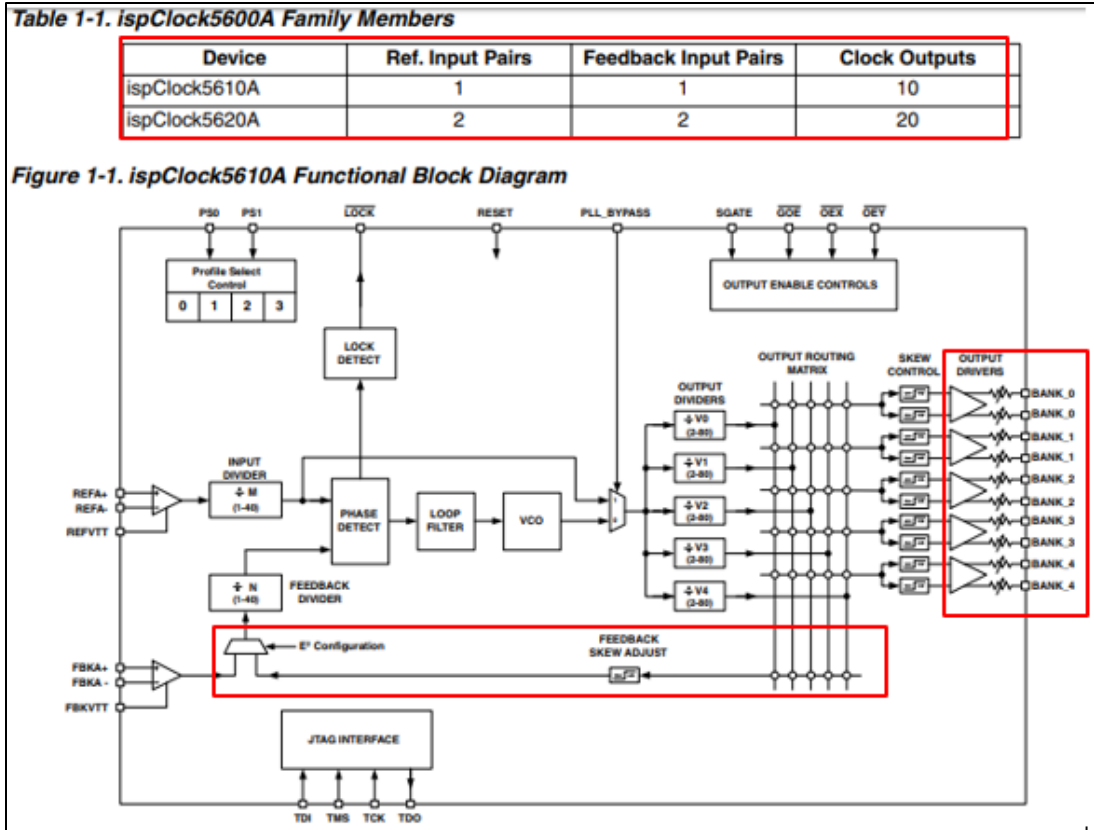 Table 1-1. ispClock5600A Family Members
Device Ref. Input Pairs Feedback Input Pairs Clock Outputs
ispClock5610A 1 1 10
ispClock5620A 2 2 20
Figure 1-1. ispClock5610A Functional Block Diagram
PS0 PS1 LOCK RESET PLL_BYPASS SGATE GOE OEX OEY
Profile Select
Control
0 1 2 3
OUTPUT ENABLE CONTROLS
LOCK
DETECT
OUTPUT ROUTING
MATRIX
SKEW
CONTROL
OUTPUT
DRIVERS
OUTPUT
DIVIDERS
÷ V0
(2-80)
÷ V1
(2-80)
÷ V2
(2-80)
÷ V3
(2-80)
÷ V4
(2-80)
BANK_0
BANK_0
BANK_1
BANK_1
BANK_2
BANK_2
BANK_3
BANK_3
BANK_4
BANK_4
INPUT
DIVIDER
÷ M
(1-40)
REFA+
REFA-
REFVTT
PHASE
DETECT
LOOP
FILTER
VCO
1
0
÷ N
(1-40)
FEEDBACK
DIVIDER
E² Configuration
FEEDBACK
SKEW ADJUST
FBKA+
FBKA -
FBKVTT
JTAG INTERFACE
TDI TMS TCK TDO